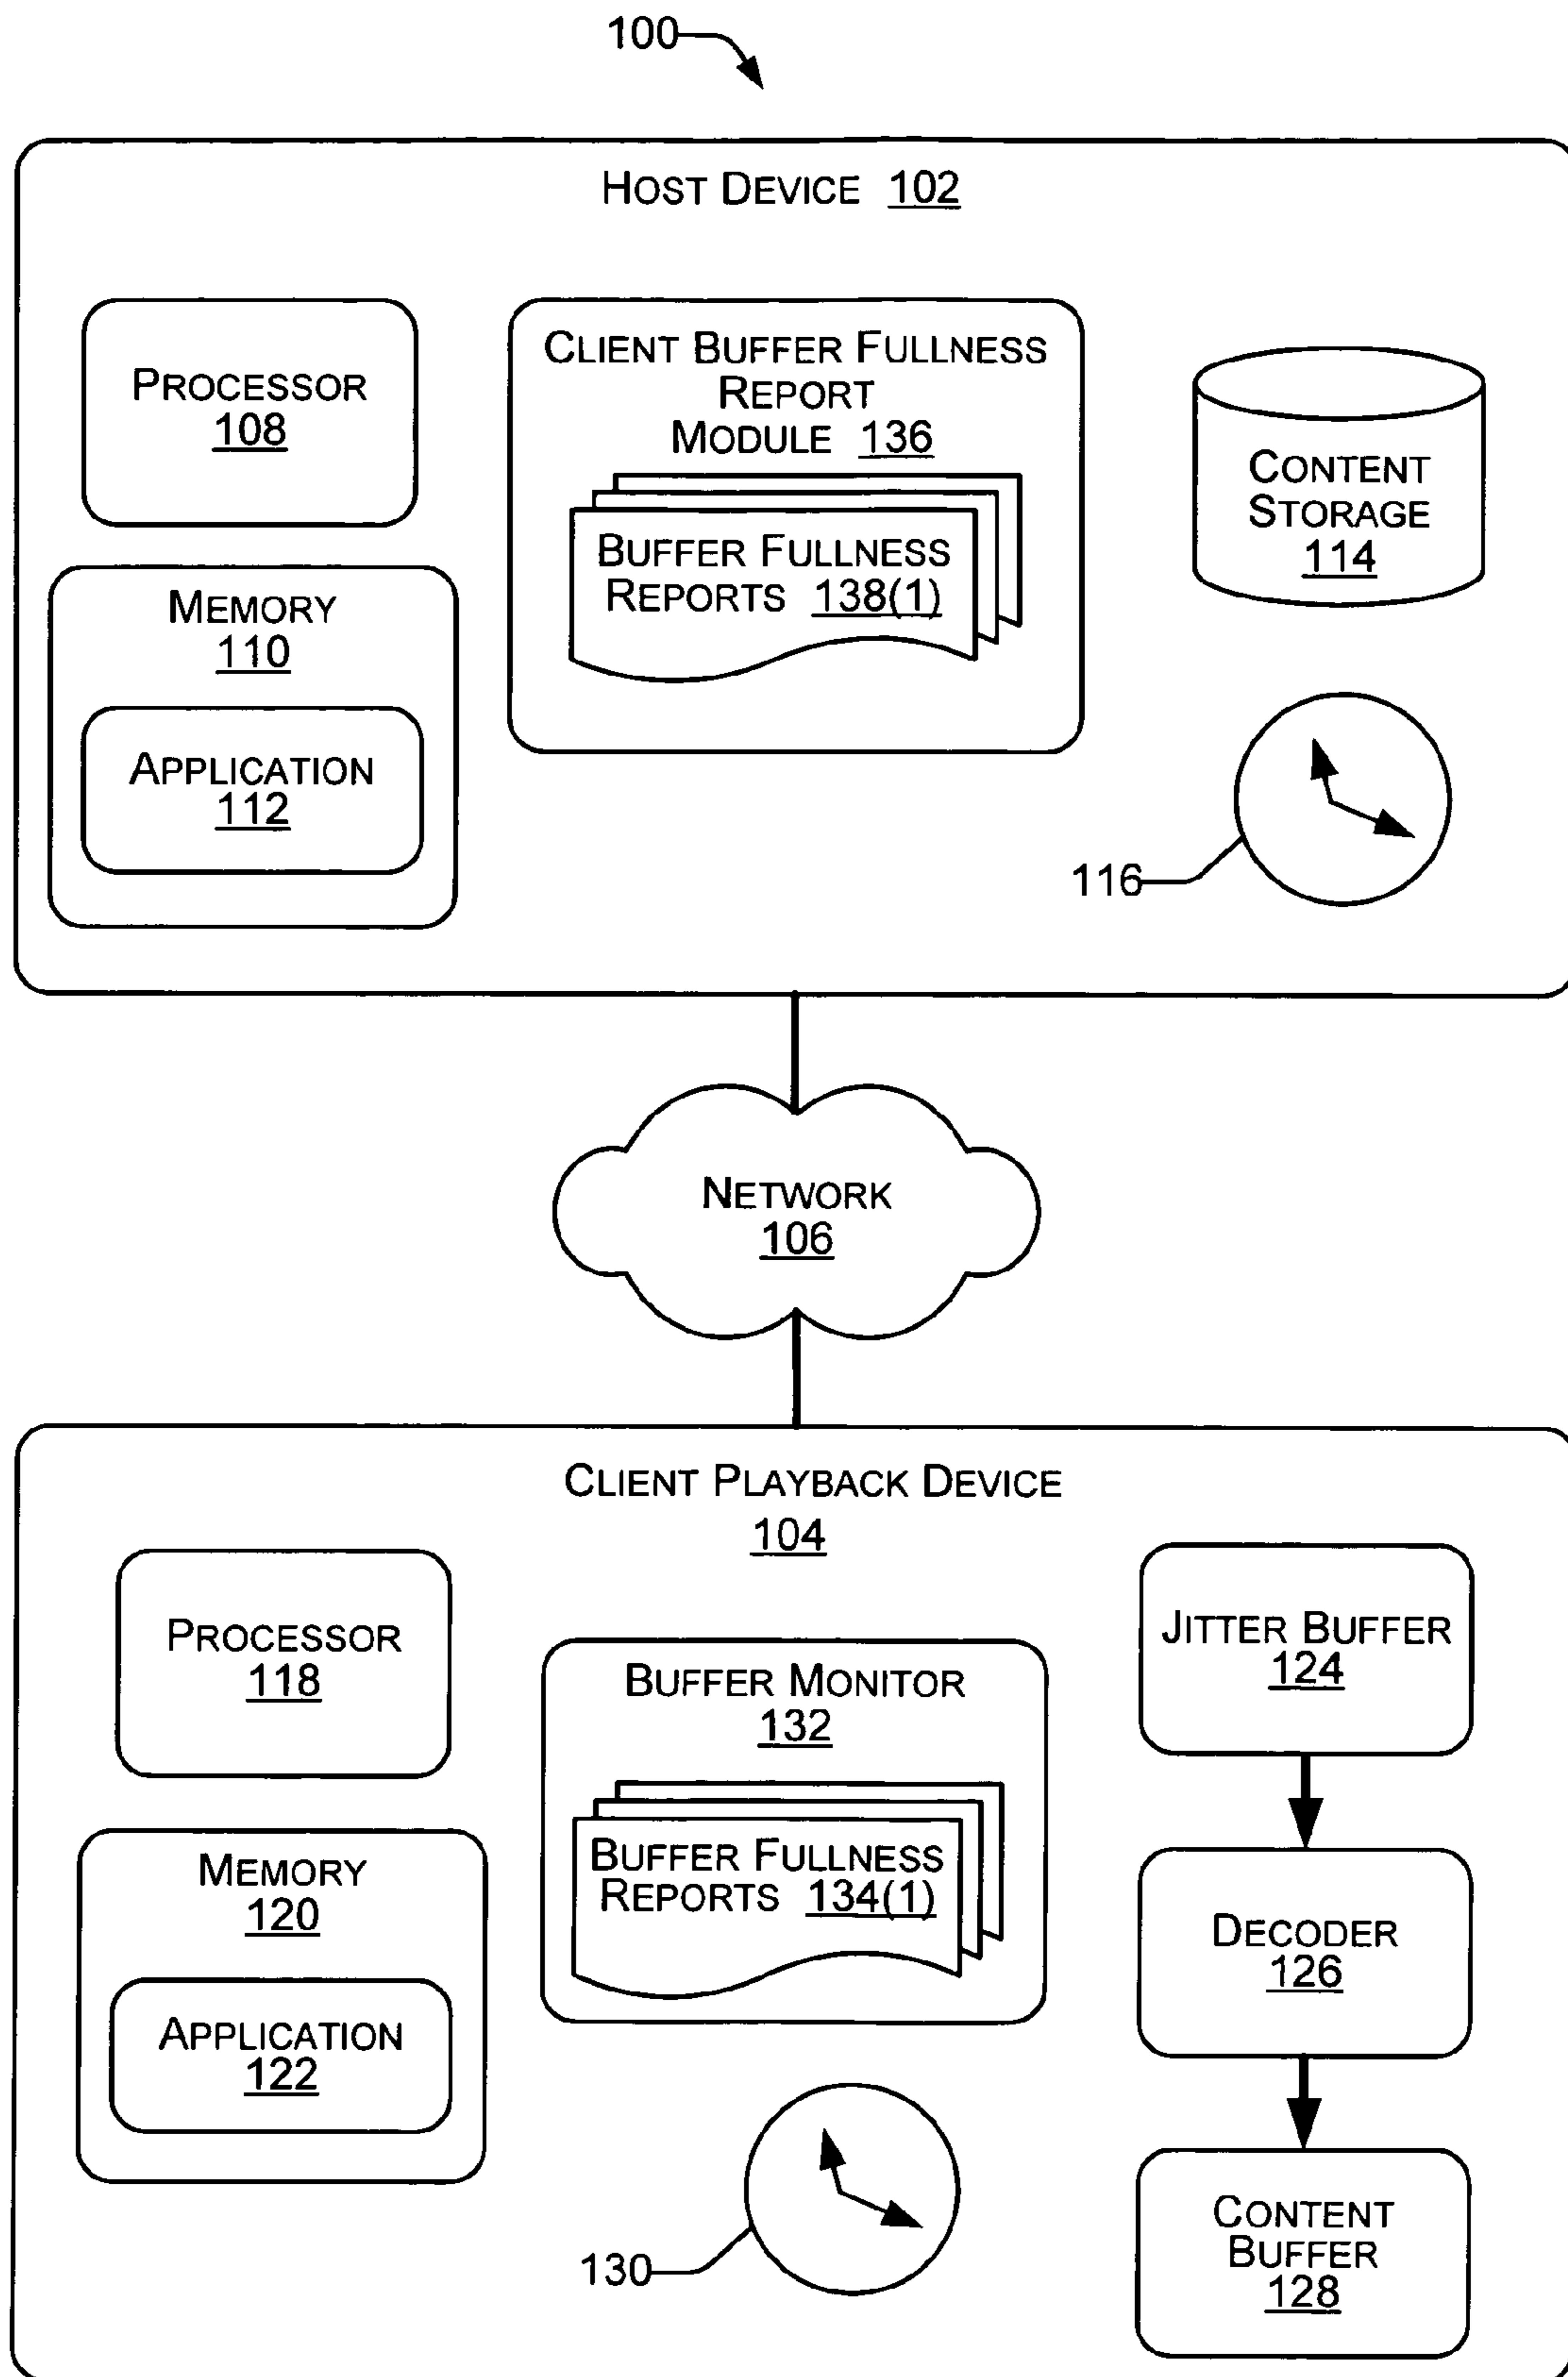 100
HOST DEVICE 102
PROCESSOR
108
CLIENT BUFFER FULLNESS
REPORT
MODULE 136
BUFFER FULLNESS
REPORTS 138(1)
CONTENT
STORAGE
114
MEMORY
110
APPLICATION
112
116
NETWORK
106
CLIENT PLAYBACK DEVICE
104
PROCESSOR
118
BUFFER MONITOR
132
BUFFER FULLNESS
REPORTS 134(1)
JITTER BUFFER
124
MEMORY
120
APPLICATION
122
DECODER
126
130
CONTENT
BUFFER
128